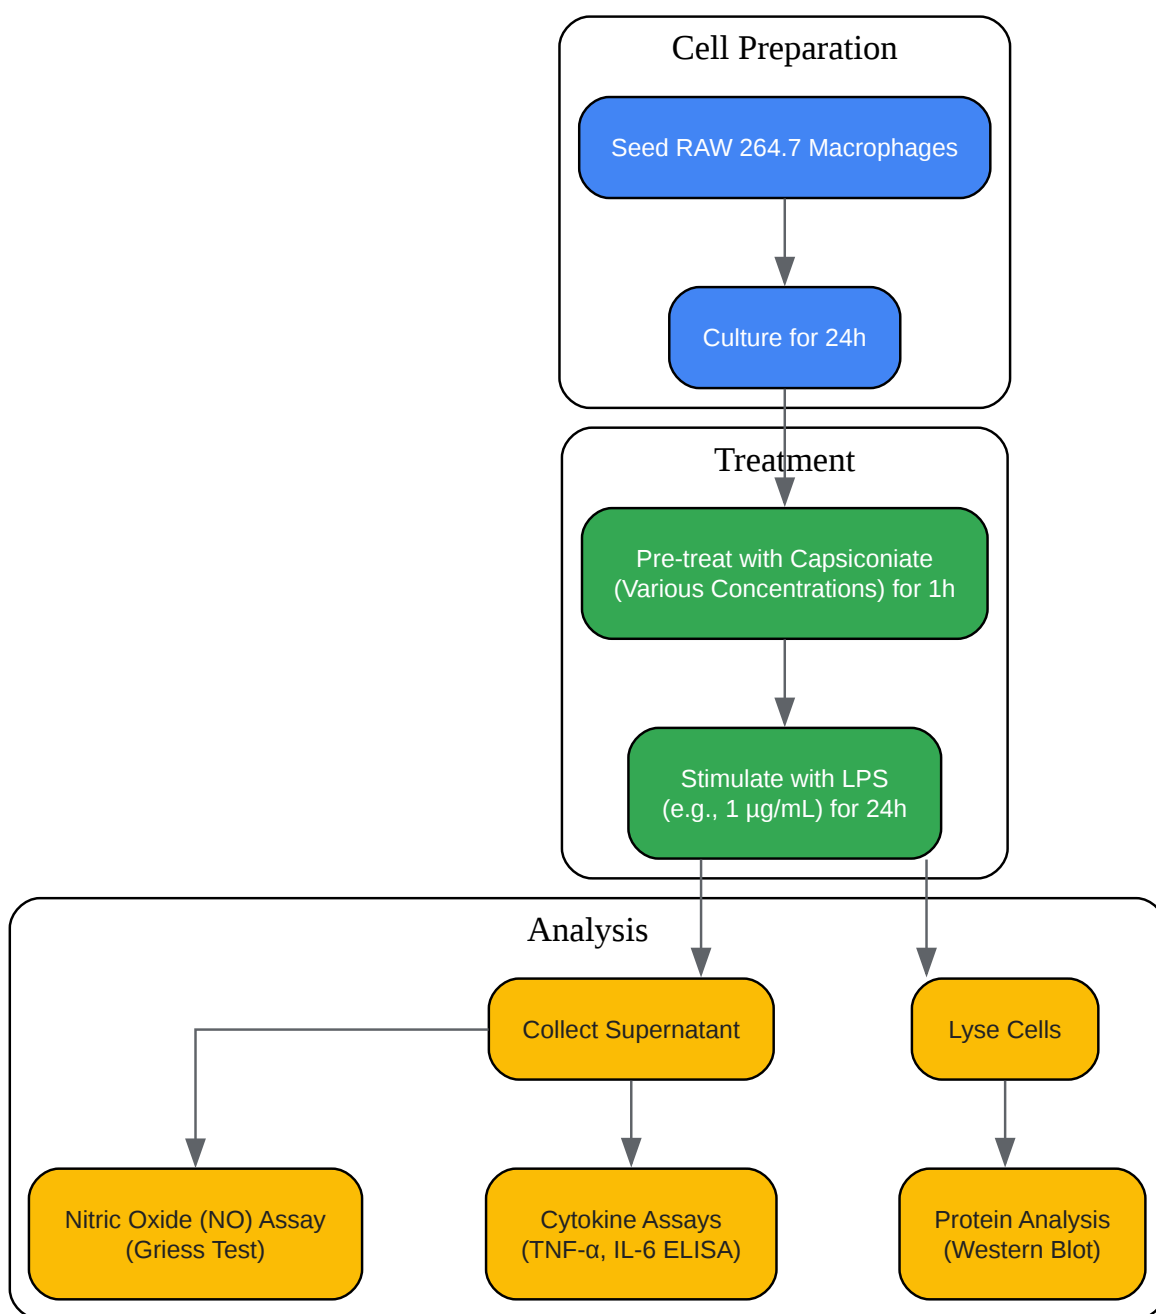 Cell Preparation
Seed RAW 264.7 Macrophages
Culture for 24h
Treatment
Pre-treat with Capsiconiate
(Various Concentrations) for 1h
Stimulate with LPS
(e.g., 1 µg/mL) for 24h
Analysis
Collect Supernatant
Lyse Cells
Nitric Oxide (NO) Assay
(Griess Test)
Cytokine Assays
(TNF-α, IL-6 ELISA)
Protein Analysis
(Western Blot)